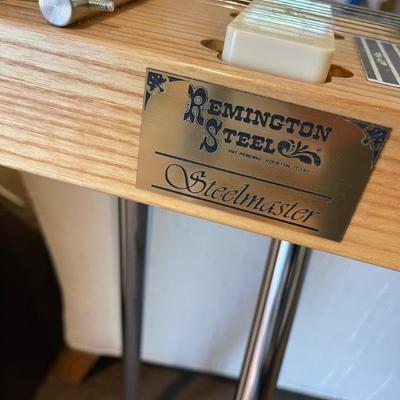 REMINGTON
STEEL
PAT. PENDING, HOUSTON, TEXAS
Steelmaster